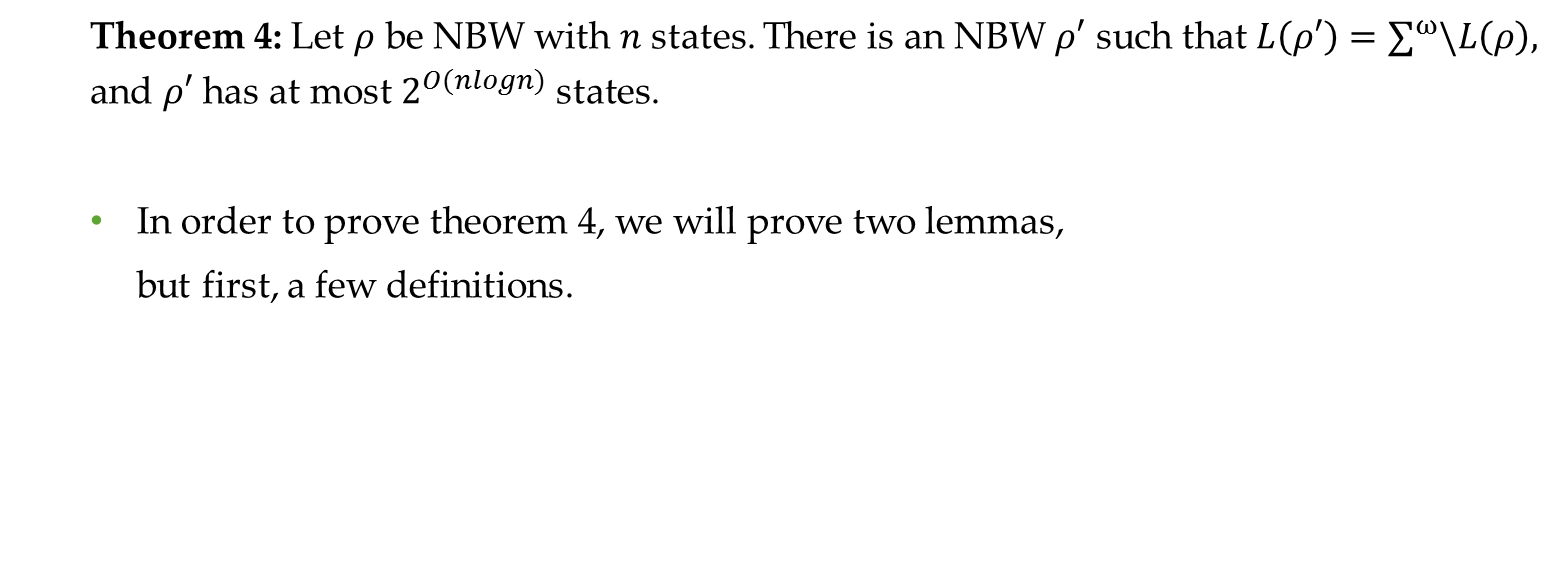 Theorem 4: Let ρ be NBW with n states. There is an NBW ρ′ such that L(ρ′) = ∑^ω\L(ρ),
and ρ′ has at most 2^O(nlogn) states.
• In order to prove theorem 4, we will prove two lemmas,
but first, a few definitions.